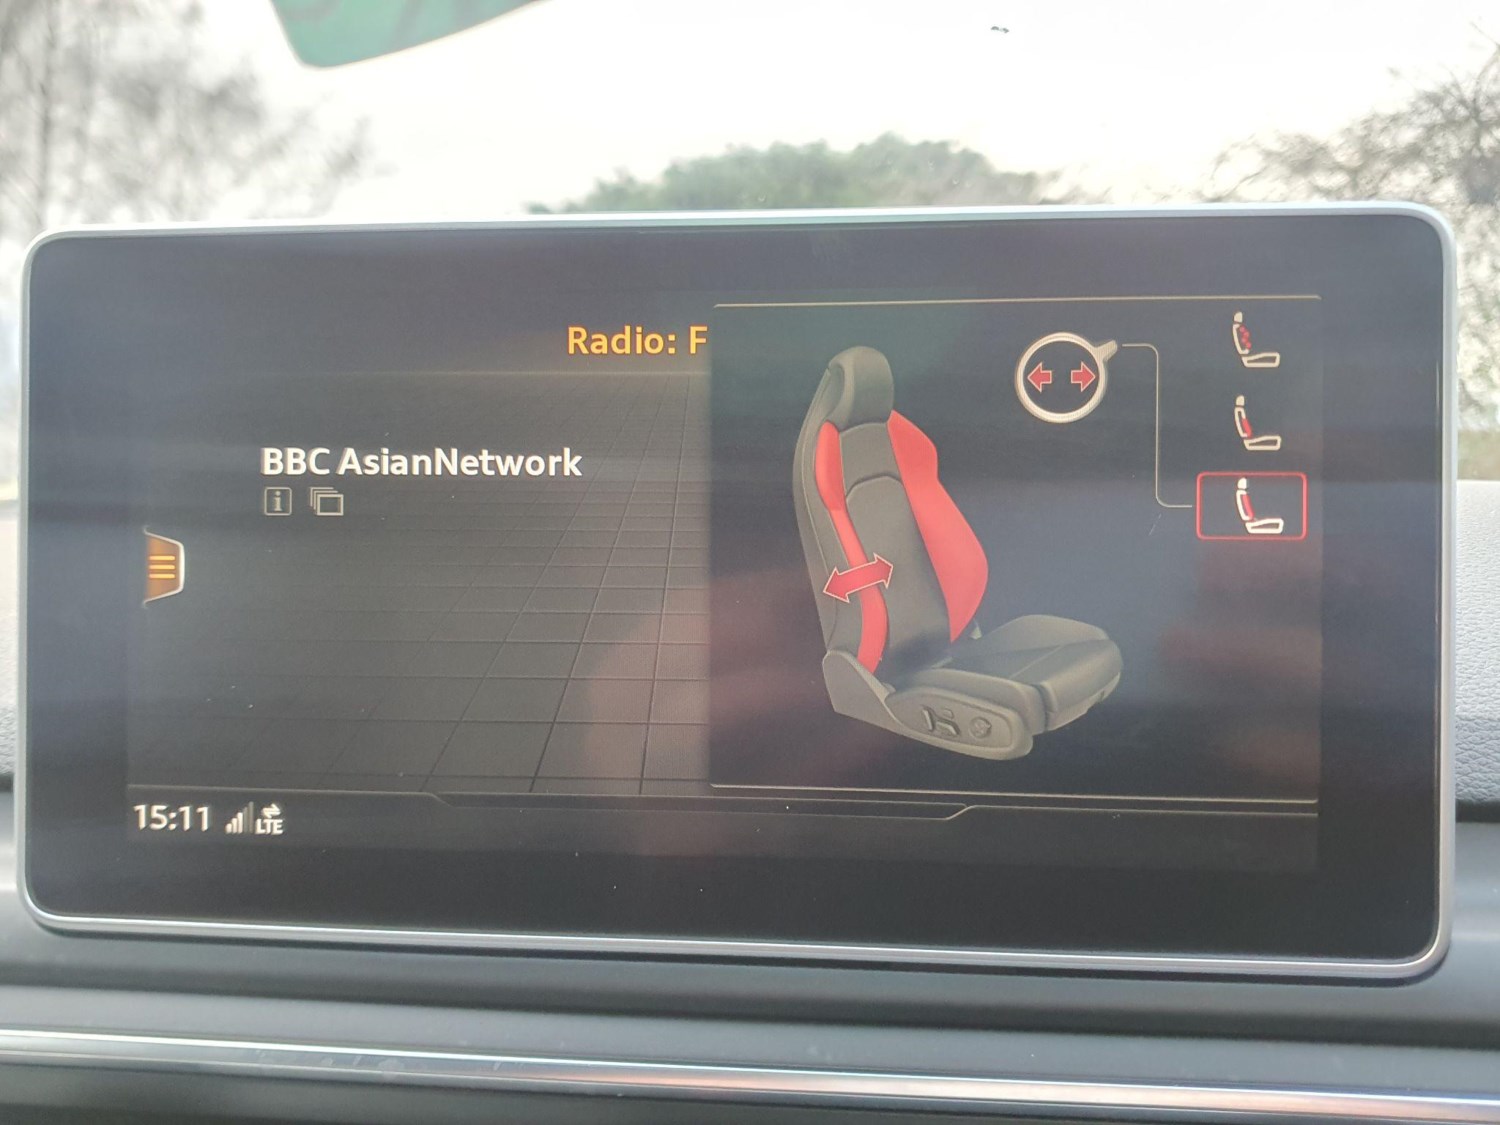 Radio: F
BBC AsianNetwork
15:11 LTE